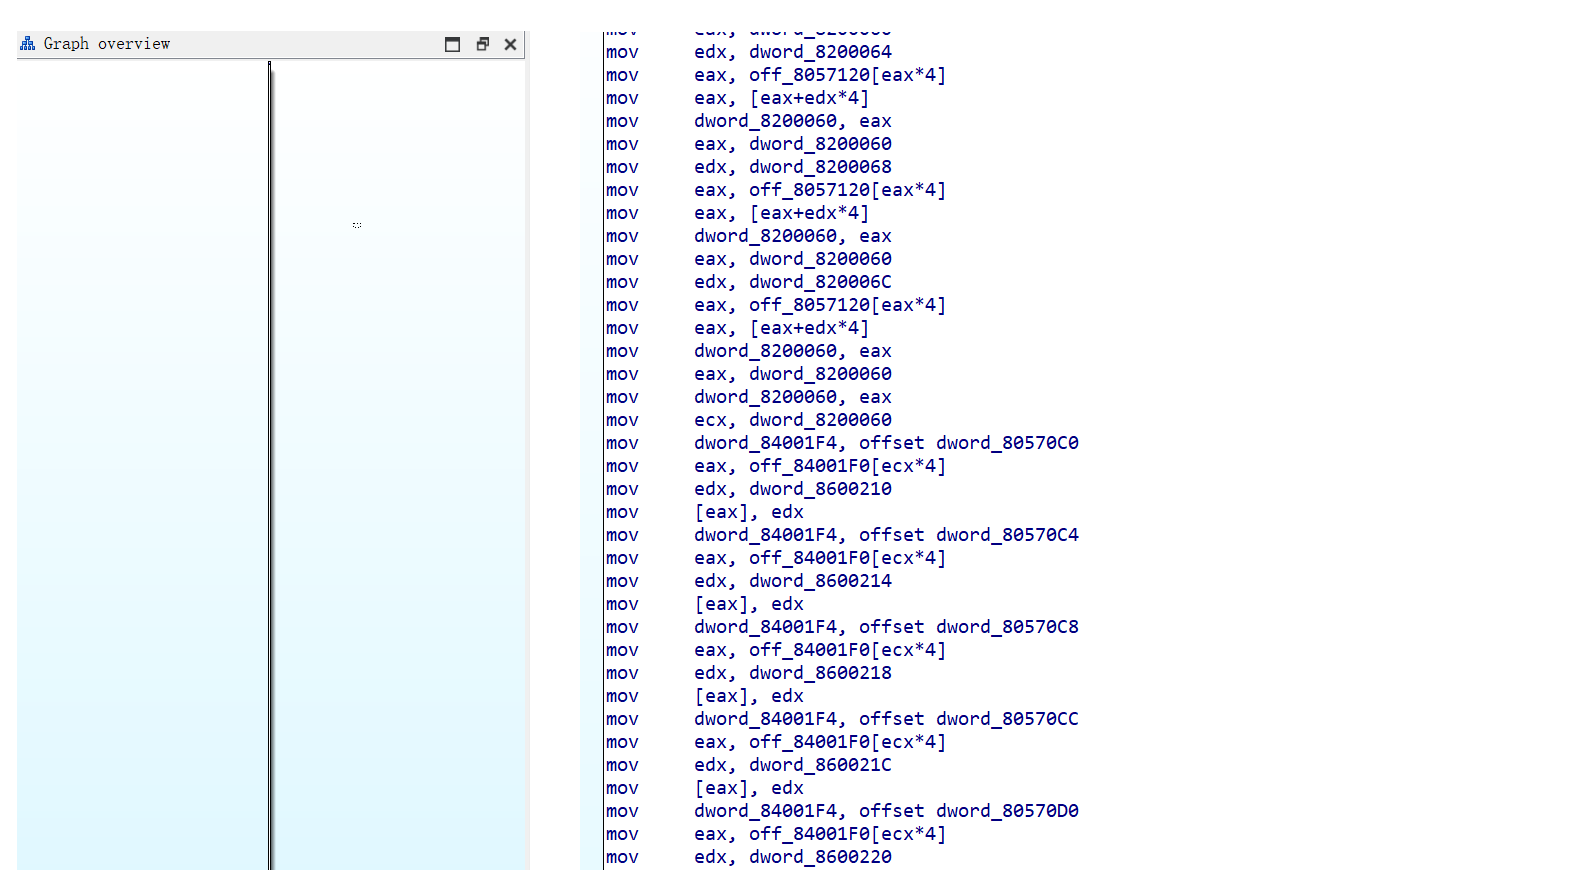 Graph overview
mov edx, dword_8200064
mov eax, off_8057120[eax*4]
mov eax, [eax+edx*4]
mov dword_8200060, eax
mov eax, dword_8200060
mov edx, dword_8200068
mov eax, off_8057120[eax*4]
mov eax, [eax+edx*4]
mov dword_8200060, eax
mov eax, dword_8200060
mov edx, dword_820006C
mov eax, off_8057120[eax*4]
mov eax, [eax+edx*4]
mov dword_8200060, eax
mov eax, dword_8200060
mov dword_8200060, eax
mov ecx, dword_8200060
mov dword_84001F4, offset dword_80570C0
mov eax, off_84001F0[ecx*4]
mov edx, dword_8600210
mov [eax], edx
mov dword_84001F4, offset dword_80570C4
mov eax, off_84001F0[ecx*4]
mov edx, dword_8600214
mov [eax], edx
mov dword_84001F4, offset dword_80570C8
mov eax, off_84001F0[ecx*4]
mov edx, dword_8600218
mov [eax], edx
mov dword_84001F4, offset dword_80570CC
mov eax, off_84001F0[ecx*4]
mov edx, dword_860021C
mov [eax], edx
mov dword_84001F4, offset dword_80570D0
mov eax, off_84001F0[ecx*4]
mov edx, dword_8600220